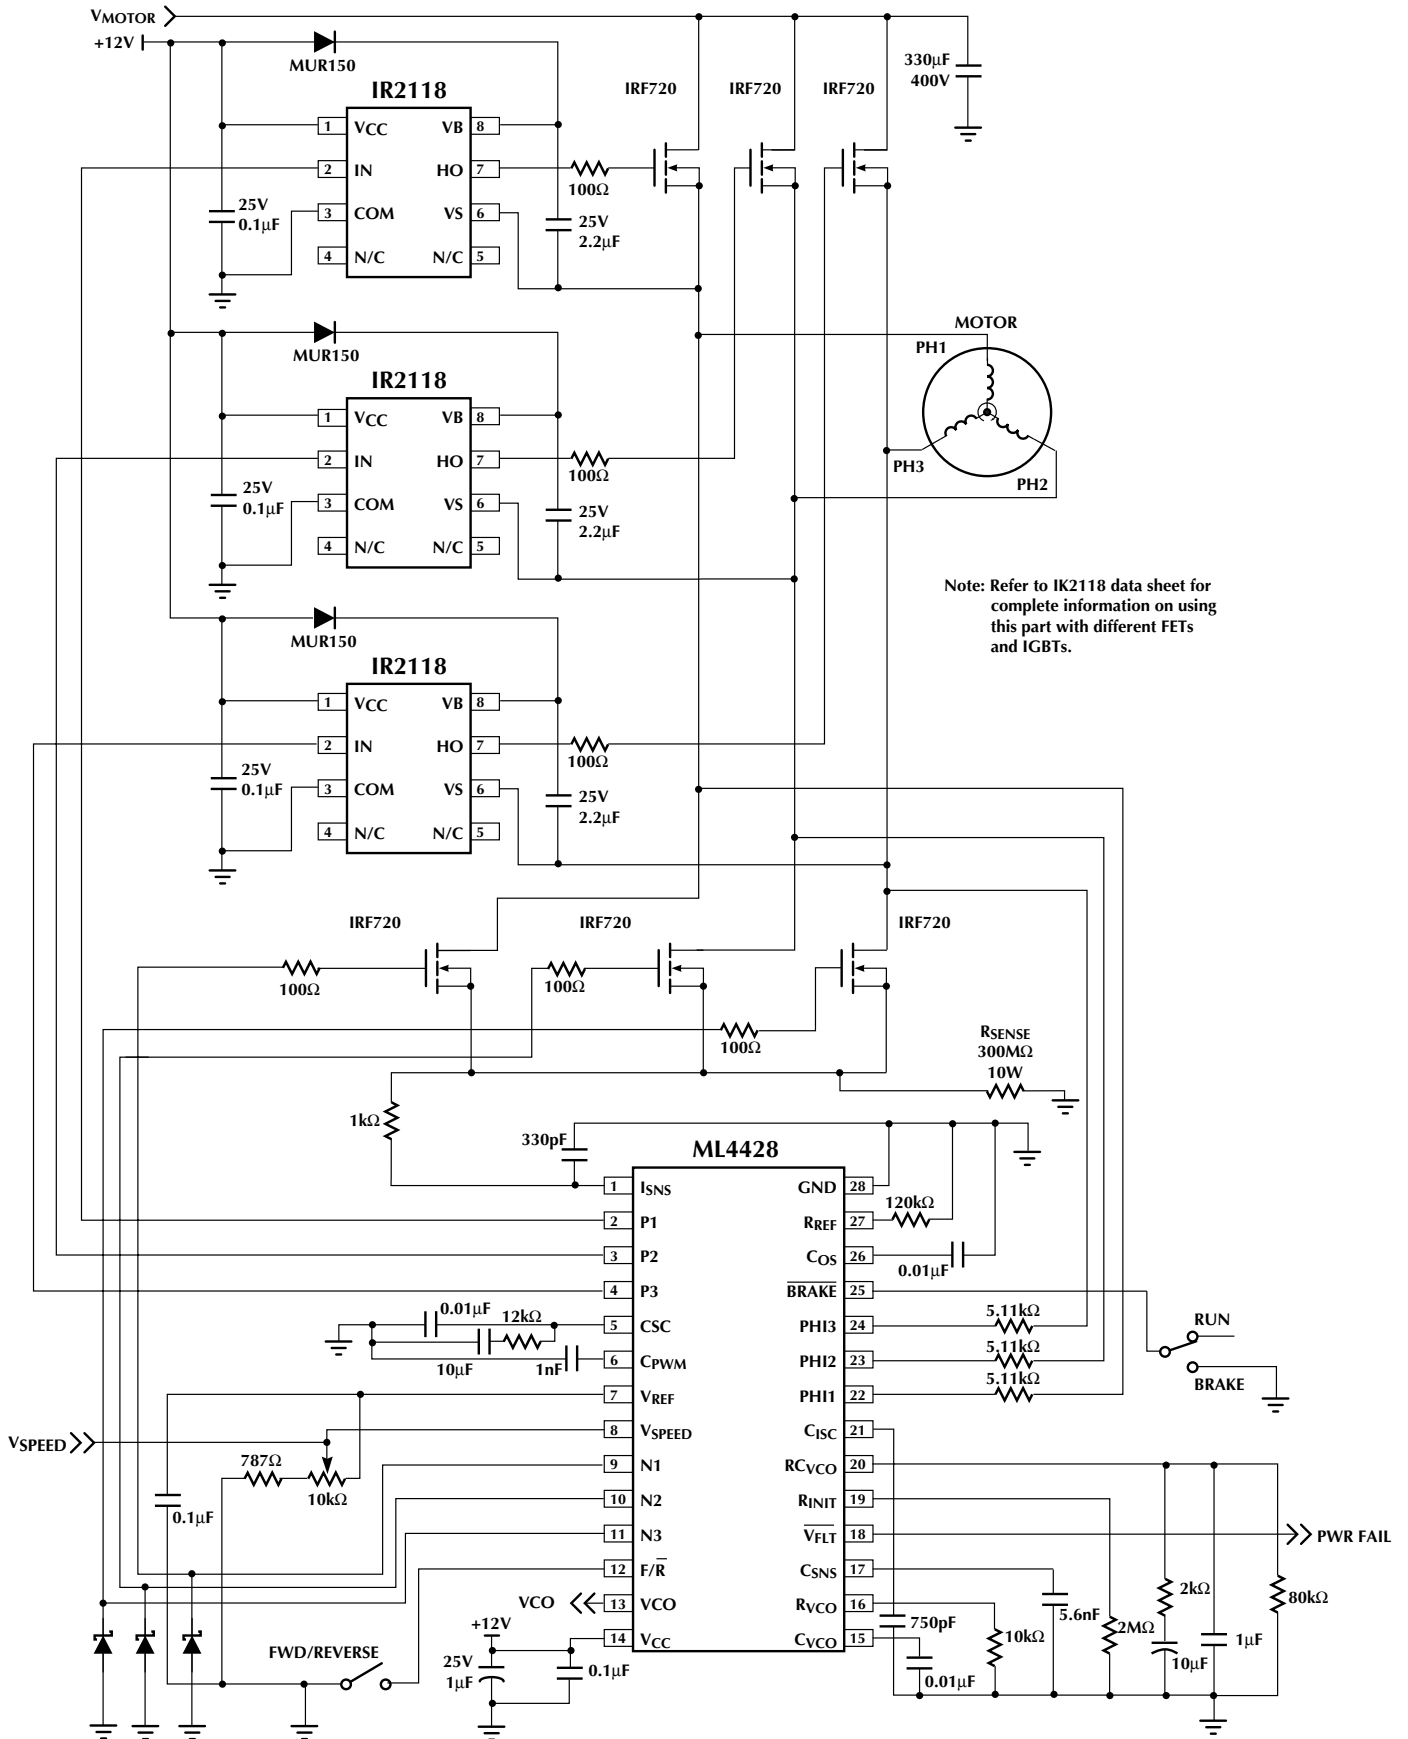 VMOTOR
+12V
MUR150
IR2118
1 VCC VB 8
2 IN HO 7
3 COM VS 6
4 N/C N/C 5
25V
0.1µF
100Ω
25V
2.2µF
IRF720
IRF720
IRF720
330µF
400V
MUR150
IR2118
1 VCC VB 8
2 IN HO 7
3 COM VS 6
4 N/C N/C 5
25V
0.1µF
100Ω
25V
2.2µF
MOTOR
PH1
PH3
PH2
Note: Refer to IK2118 data sheet for
complete information on using
this part with different FETs
and IGBTs.
MUR150
IR2118
1 VCC VB 8
2 IN HO 7
3 COM VS 6
4 N/C N/C 5
25V
0.1µF
100Ω
25V
2.2µF
IRF720
IRF720
IRF720
100Ω
100Ω
100Ω
RSENSE
300MΩ
10W
1kΩ
330pF
ML4428
1 ISNS GND 28
2 P1 RREF 27
3 P2 COS 26
4 P3 BRAKE 25
5 CSC PHI3 24
6 CPWM PHI2 23
7 VREF PHI1 22
8 VSPEED CISC 21
9 N1 RCVCO 20
10 N2 RINIT 19
11 N3 VFLT 18
12 F/R CSNS 17
13 VCO RVCO 16
14 VCC CVCO 15
120kΩ
0.01µF
5.11kΩ
5.11kΩ
5.11kΩ
RUN
BRAKE
0.01µF
12kΩ
10µF
1nF
VSPEED
787Ω
10kΩ
0.1µF
VCO
+12V
25V
1µF
0.1µF
FWD/REVERSE
PWR FAIL
750pF
0.01µF
10kΩ
5.6nF
2MΩ
2kΩ
10µF
1µF
80kΩ